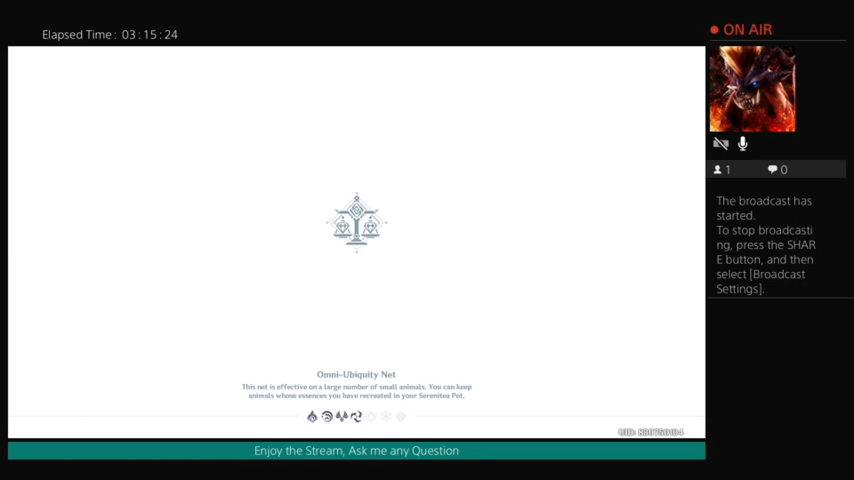 Elapsed Time: 03:15:24
ON AIR
1
0
The broadcast has
started.
To stop broadcasti
ng, press the SHAR
E button, and then
select [Broadcast
Settings].
Omni-Ubiquity Net
This net is effective on a large number of small animals. You can keep
animals whose essences you have recreated in your Serenitea Pot.
UID:
Enjoy the Stream, Ask me any Question